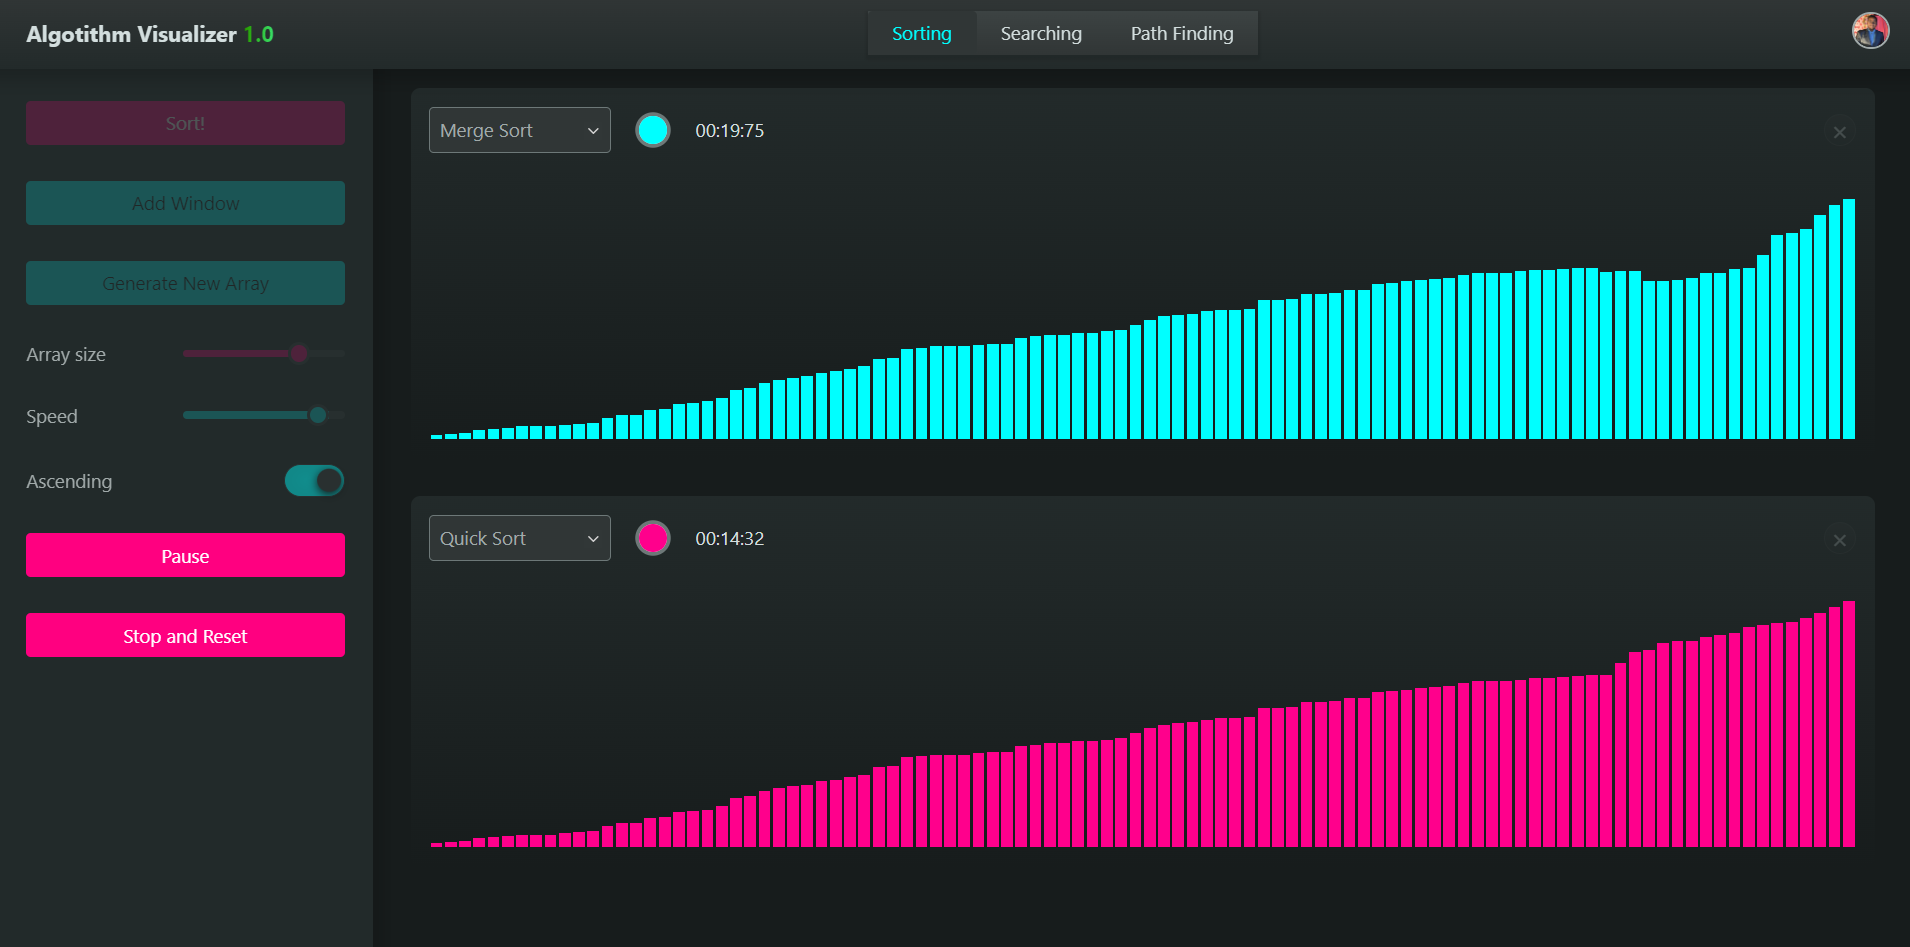 Algotithm Visualizer 1.0
Sorting Searching Path Finding
Sort!
Add Window
Generate New Array
Array size
Speed
Ascending
Pause
Stop and Reset
Merge Sort 00:19:75
Quick Sort 00:14:32